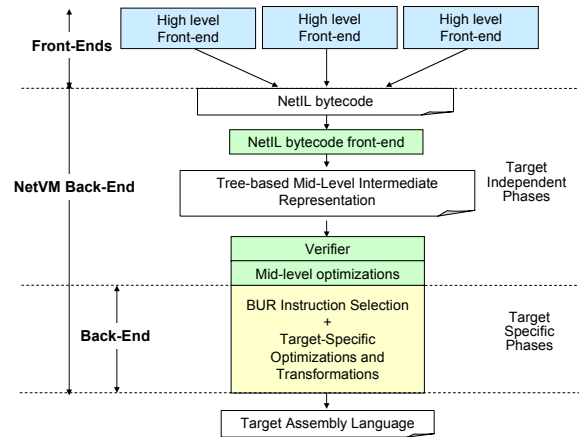 High level
Front-end
High level
Front-end
High level
Front-end
Front-Ends
NetIL bytecode
NetIL bytecode front-end
Tree-based Mid-Level Intermediate
Representation
Target
Independent
Phases
NetVM Back-End
Verifier
Mid-level optimizations
BUR Instruction Selection
+
Target-Specific
Optimizations and
Transformations
Back-End
Target
Specific
Phases
Target Assembly Language